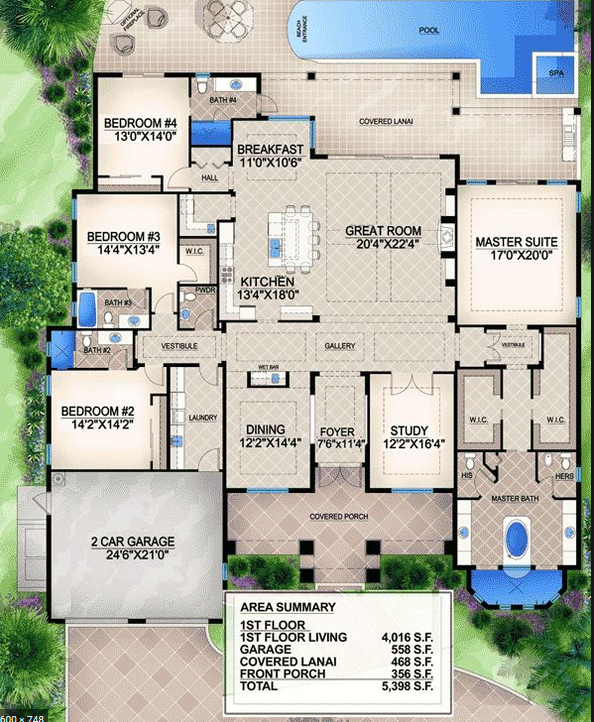 OPTIONAL
FIREPLACE
BEACH
ENTRANCE
POOL
SPA
BATH #4
BEDROOM #4
13'0"X14'0"
COVERED LANAI
BREAKFAST
11'0"X10'6"
HALL
BEDROOM #3
14'4"X13'4"
W.I.C.
GREAT ROOM
20'4"X22'4"
MASTER SUITE
17'0"X20'0"
KITCHEN
13'4"X18'0"
PWDR
BATH #3
BATH #2
VESTIBULE
GALLERY
VESTIBULE
WET BAR
BEDROOM #2
14'2"X14'2"
LAUNDRY
DINING
12'2"X14'4"
FOYER
7'6"x11'4"
STUDY
12'2"X16'4"
W.I.C.
W.I.C.
HIS
HERS
MASTER BATH
COVERED PORCH
2 CAR GARAGE
24'6"X21'0"
AREA SUMMARY
1ST FLOOR
1ST FLOOR LIVING 4,016 S.F.
GARAGE 558 S.F.
COVERED LANAI 468 S.F.
FRONT PORCH 356 S.F.
TOTAL 5,398 S.F.
600 × 748